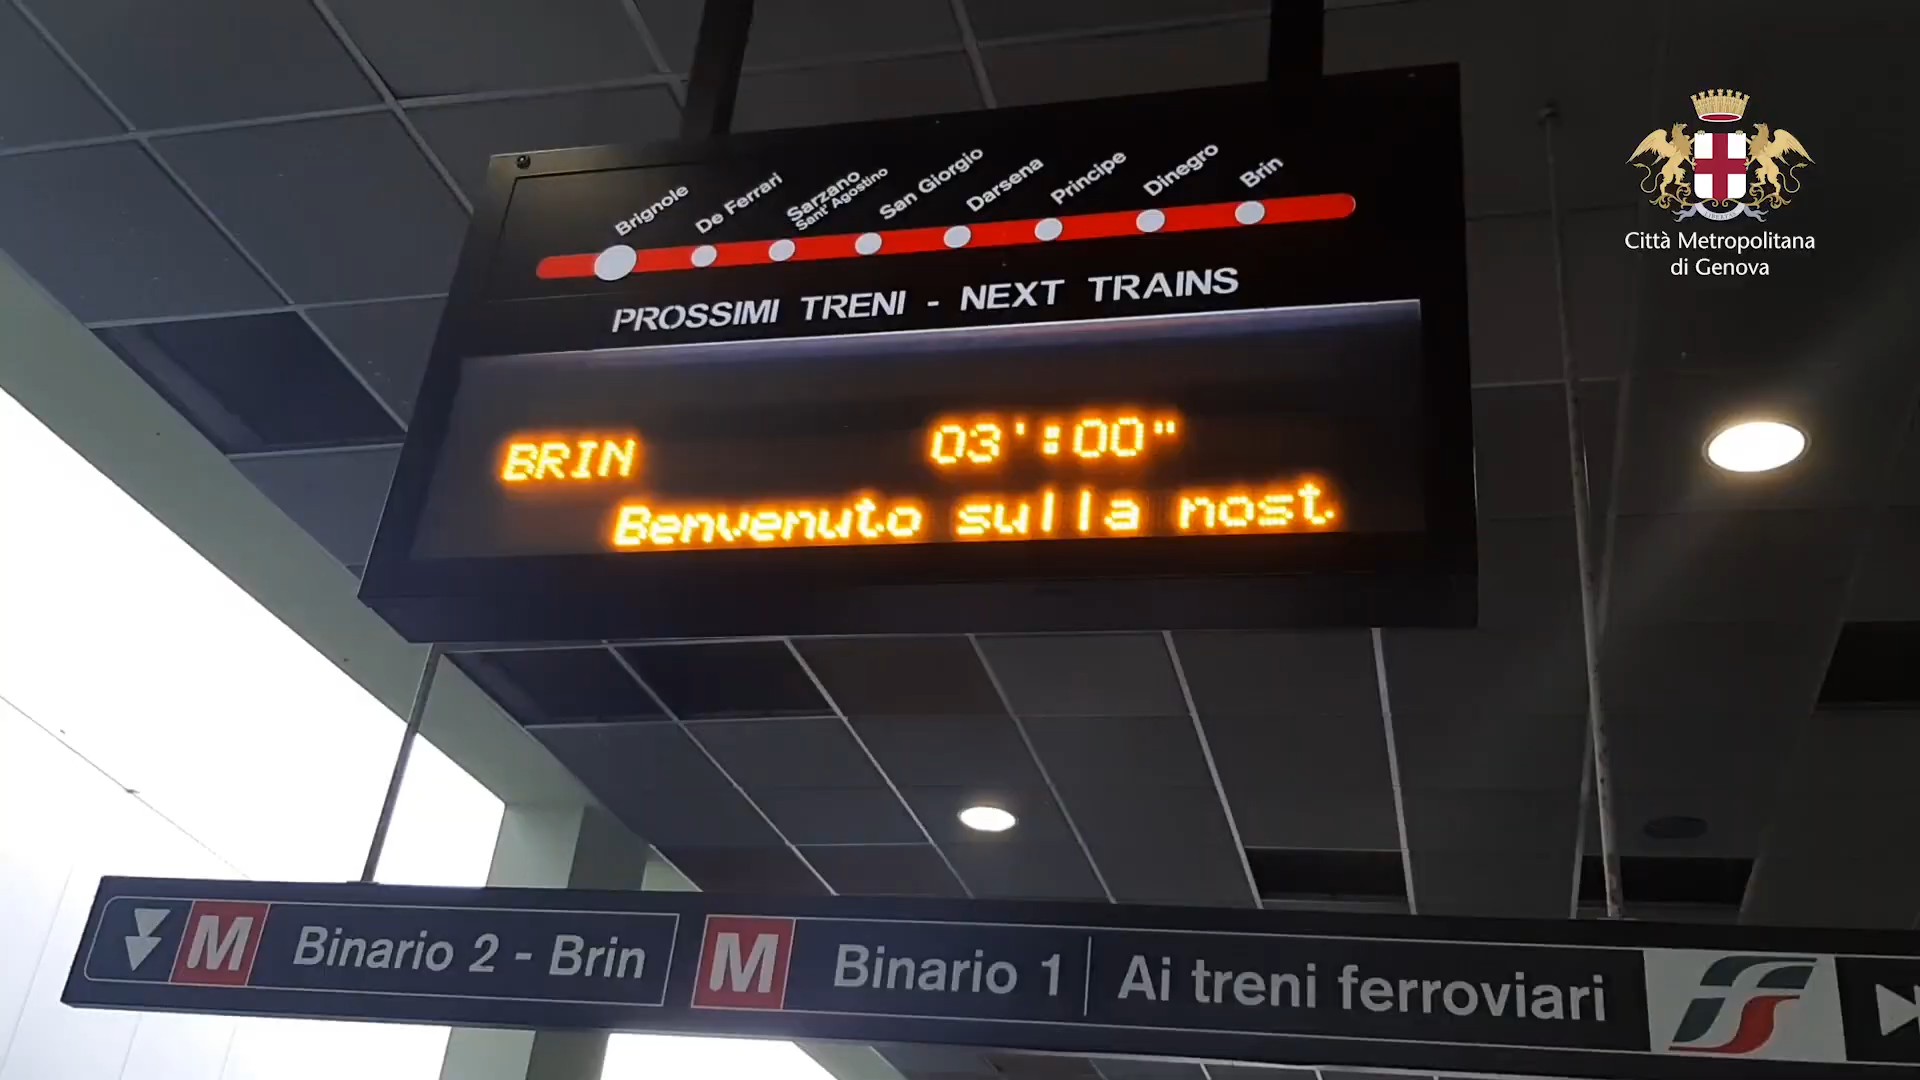 Brignole
De Ferrari
Sarzano
Sant' Agostino
San Giorgio
Darsena
Principe
Dinegro
Brin
PROSSIMI TRENI - NEXT TRAINS
BRIN 03':00"
Benvenuto sulla nost
M Binario 2 - Brin
M Binario 1 Ai treni ferroviari
Città Metropolitana
di Genova